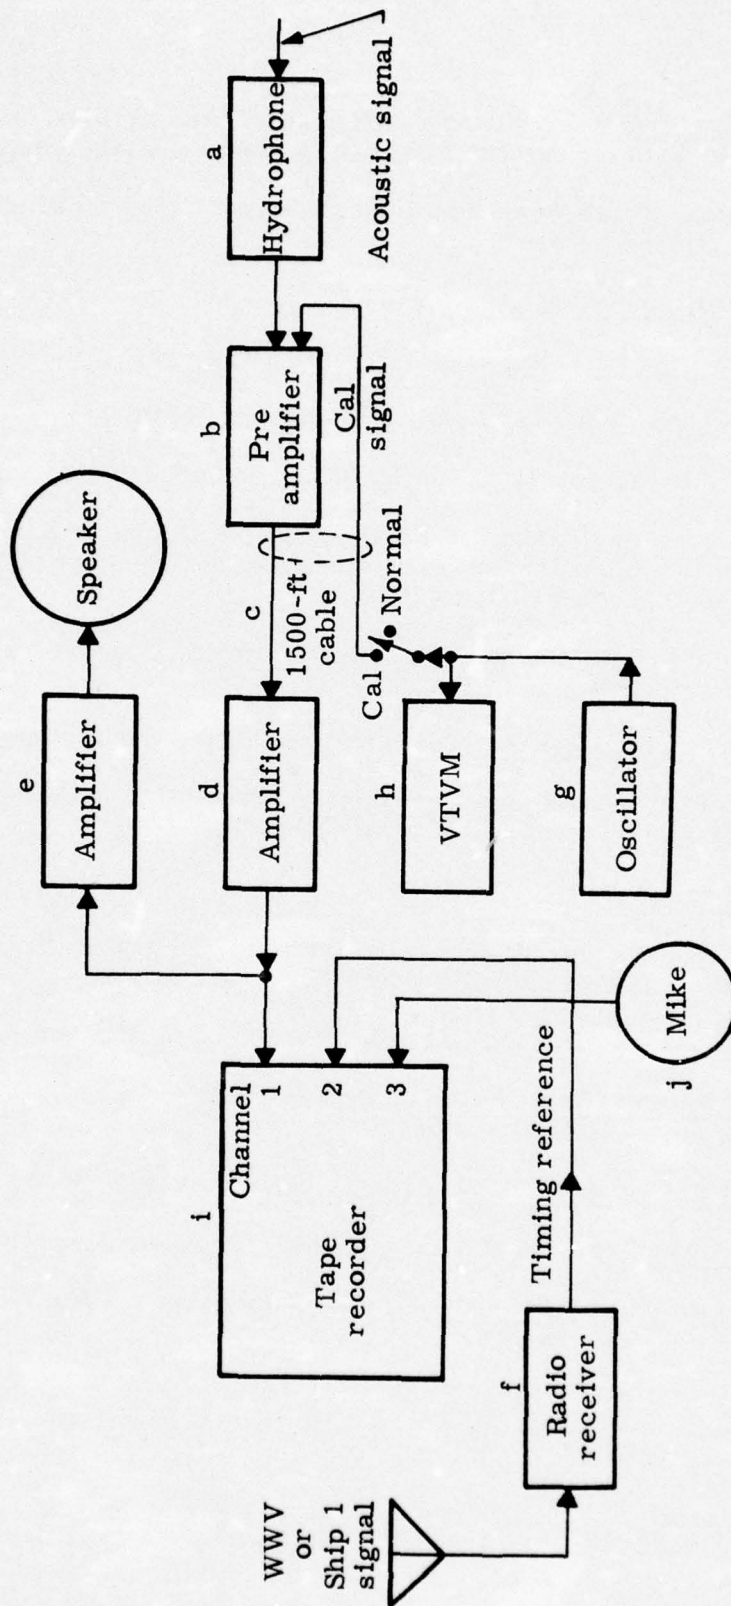 Speaker
e
Amplifier
a
Hydrophone
Acoustic signal
b
Pre
amplifier
Cal
signal
c
1500-ft
cable
Cal
Normal
d
Amplifier
h
VTVM
g
Oscillator
i
Channel
1
2
3
Tape
recorder
Mike
j
Timing reference
f
Radio
receiver
WWV
or
Ship 1
signal